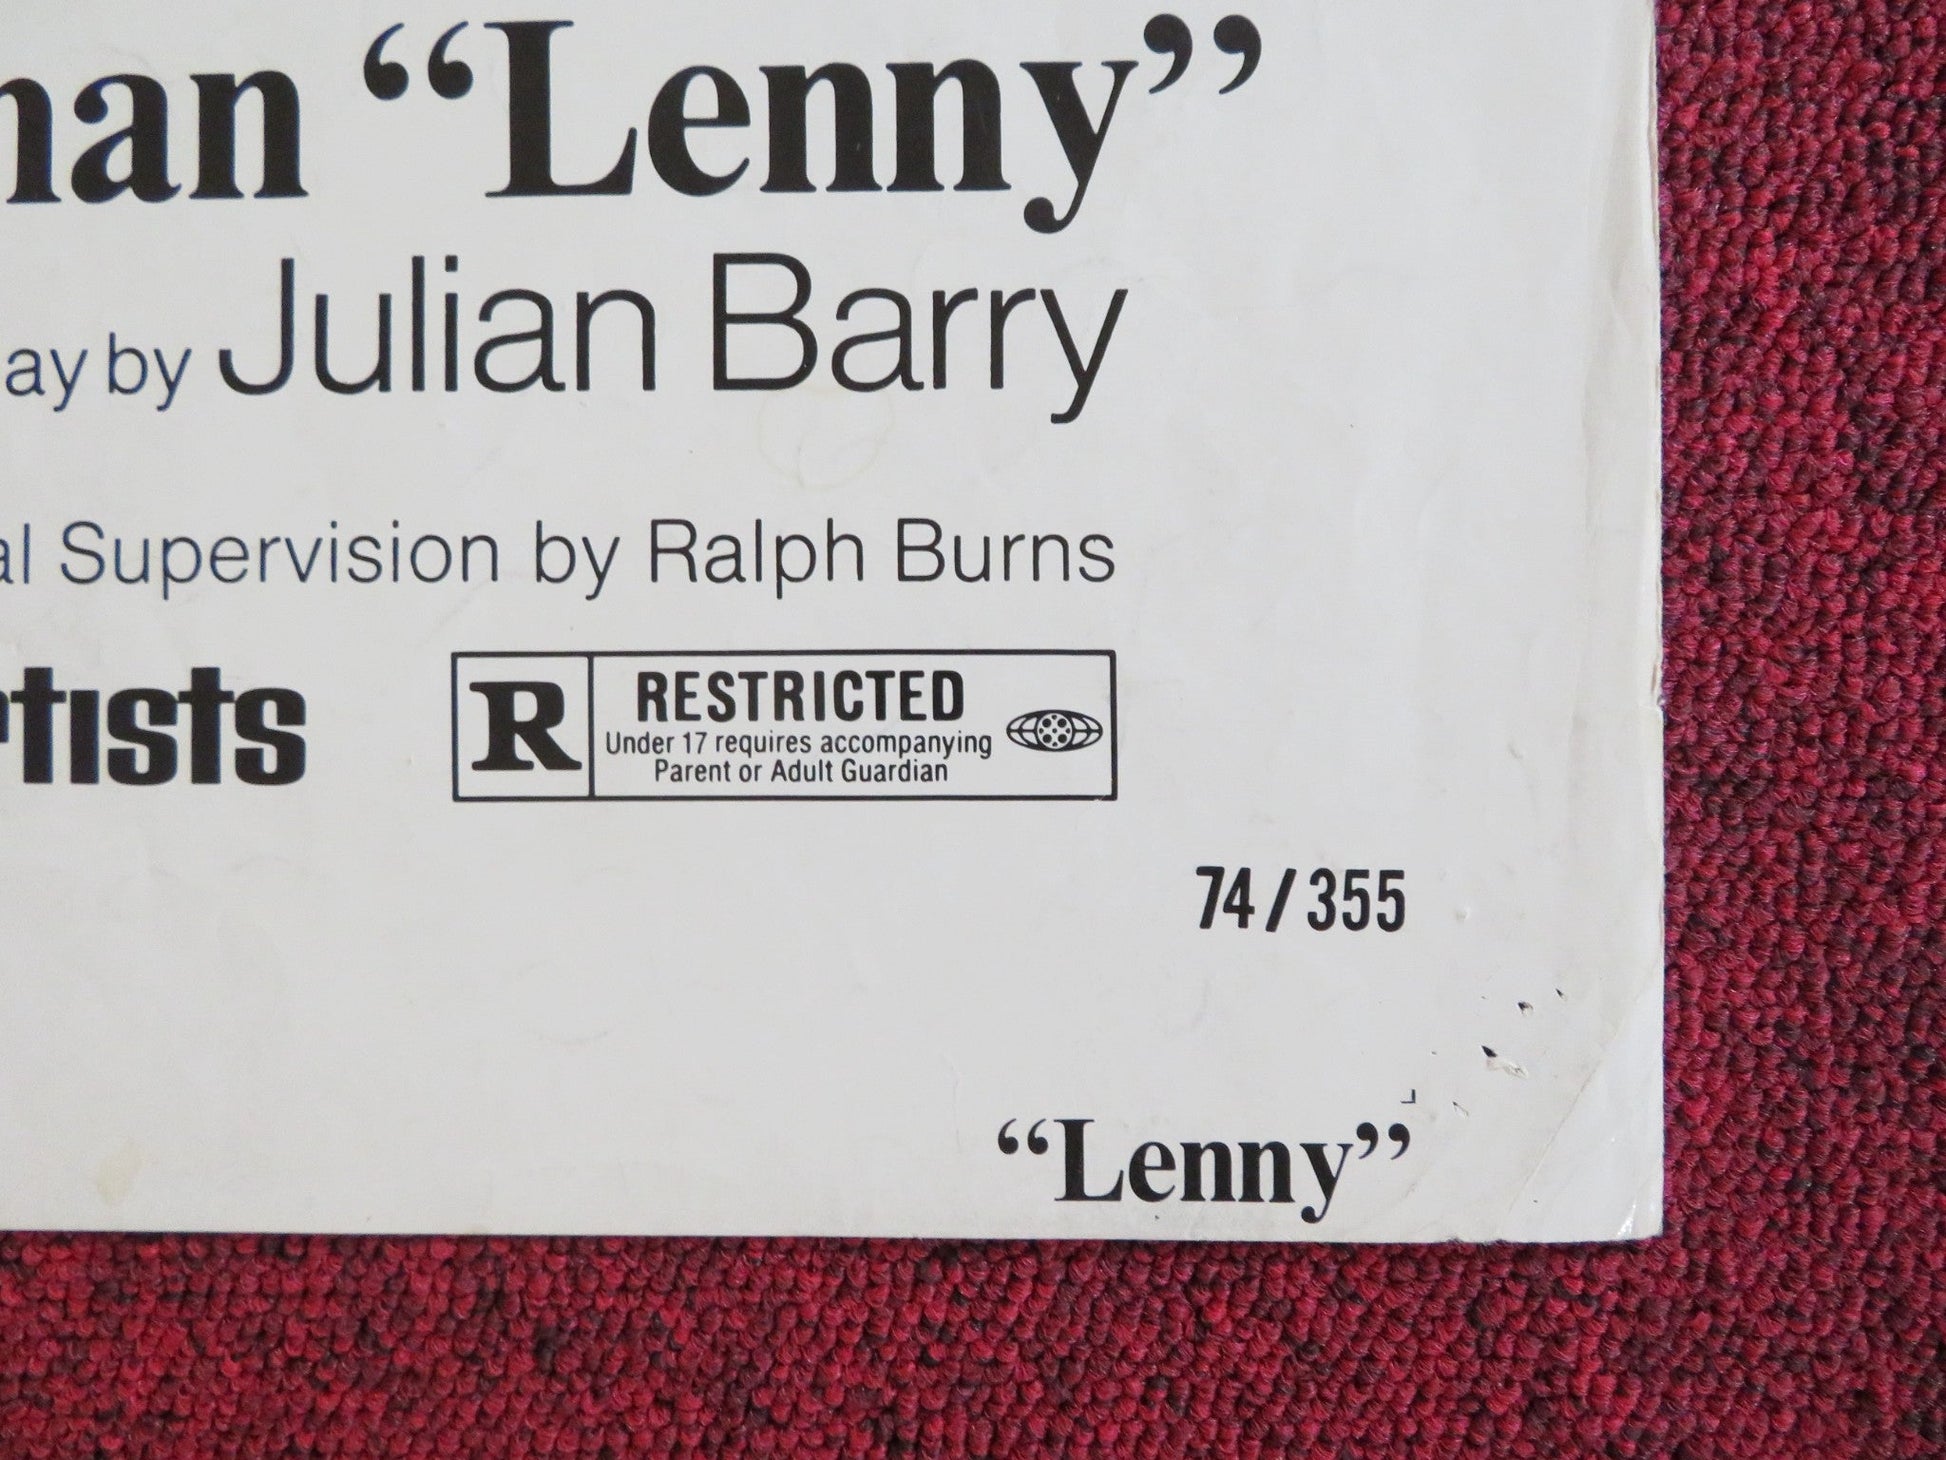 man “Lenny”
ay by Julian Barry
al Supervision by Ralph Burns
rtists
R RESTRICTED
Under 17 requires accompanying
Parent or Adult Guardian
74/355
“Lenny”